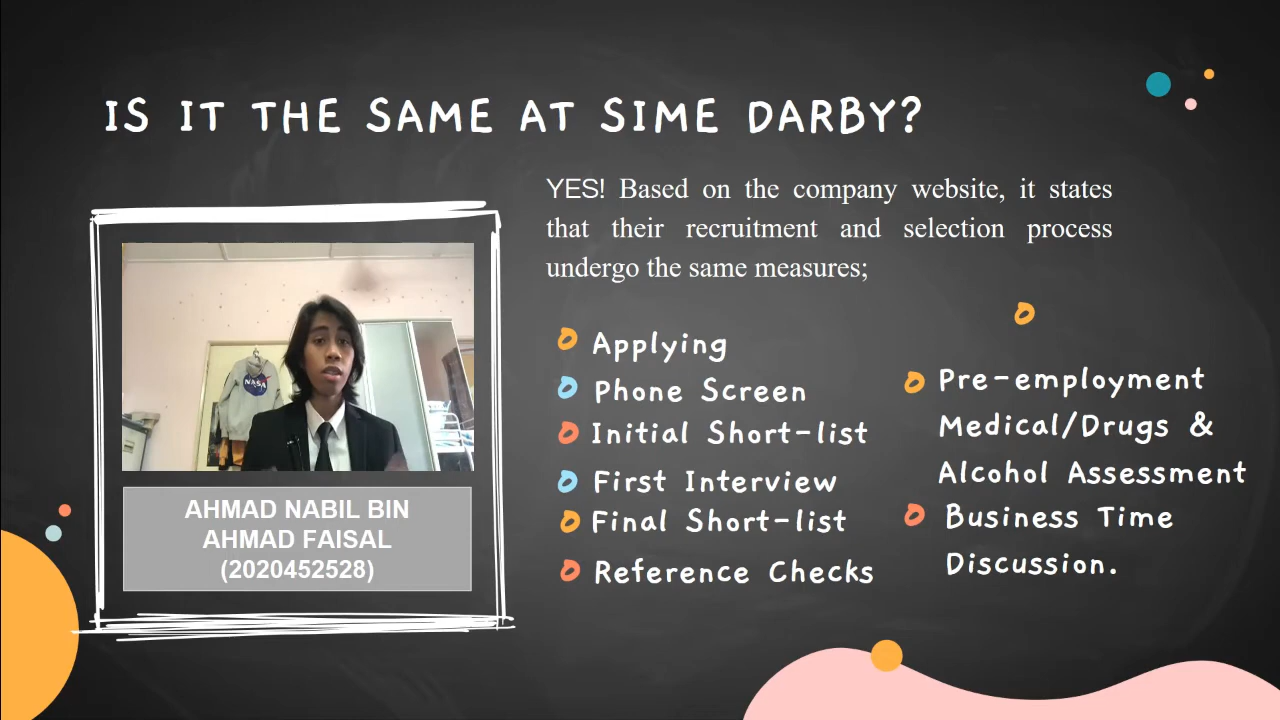 IS IT THE SAME AT SIME DARBY?
YES! Based on the company website, it states
that their recruitment and selection process
undergo the same measures;
NASA
AHMAD NABIL BIN
AHMAD FAISAL
(2020452528)
Applying
Phone Screen
Initial Short-list
First Interview
Final Short-list
Reference Checks
Pre-employment
Medical/Drugs &
Alcohol Assessment
Business Time
Discussion.